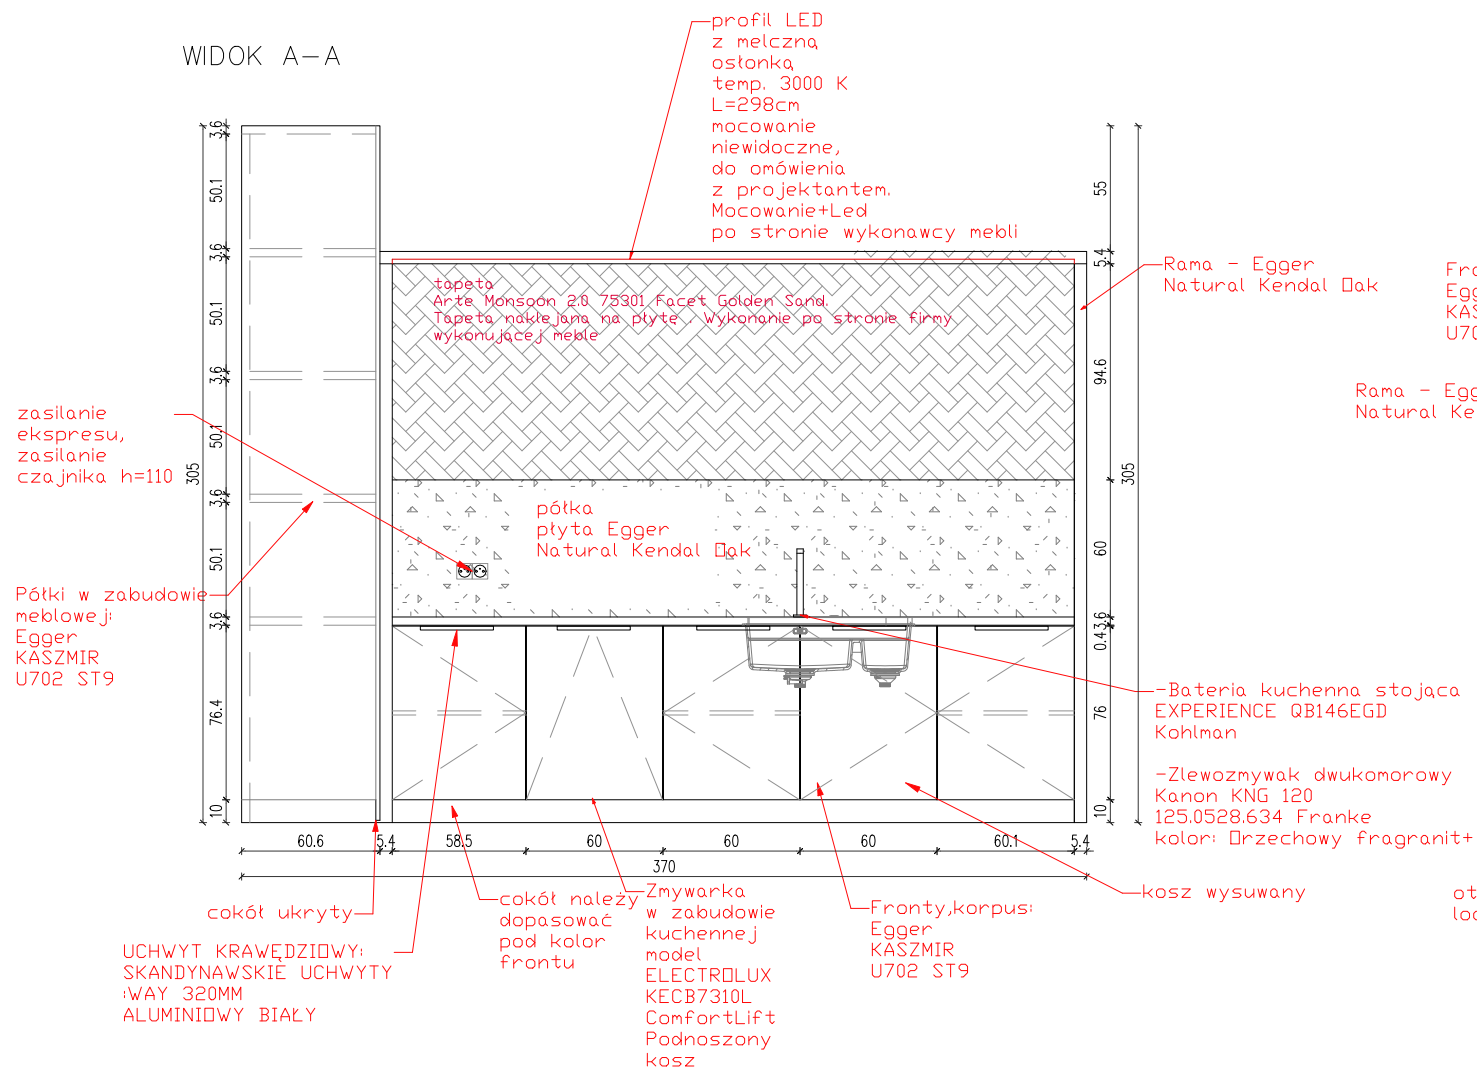 WIDOK A-A
profil LED
z melczną
osłonką
temp. 3000 K
L=298cm
mocowanie
niewidoczne,
do omówienia
z projektantem.
Mocowanie+Led
po stronie wykonawcy mebli
tapeta
Arte Monsoon 2.0 75301 Facet Golden Sand.
Tapeta naklejana na płytę . Wykonanie po stronie firmy
wykonującej meble
Rama - Egger
Natural Kendal Oak
Fro
Egg
KAS
U70
Rama - Egg
Natural Ke
zasilanie
ekspresu,
zasilanie
czajnika h=110
półka
płyta Egger
Natural Kendal Oak
Półki w zabudowie
meblowej:
Egger
KASZMIR
U702 ST9
-Bateria kuchenna stojąca
EXPERIENCE QB146EGD
Kohlman
-Zlewozmywak dwukomorowy
Kanon KNG 120
125.0528.634 Franke
kolor: Orzechowy fragranit+
kosz wysuwany
ot
loo
cokół ukryty
UCHWYT KRAWĘDZIOWY:
SKANDYNAWSKIE UCHWYTY
:WAY 320MM
ALUMINIOWY BIAŁY
cokół należy
dopasować
pod kolor
frontu
Zmywarka
w zabudowie
kuchennej
model
ELECTROLUX
KECB7310L
ComfortLift
Podnoszony
kosz
Fronty,korpus:
Egger
KASZMIR
U702 ST9
3.6
50.1
3.6
50.1
3.6
50.1
3.6
50.1
3.6
76.4
10
305
55
5.4
94.6
60
3.6
0.4
76
10
305
60.6
5.4
58.5
60
60
60
60.1
5.4
370